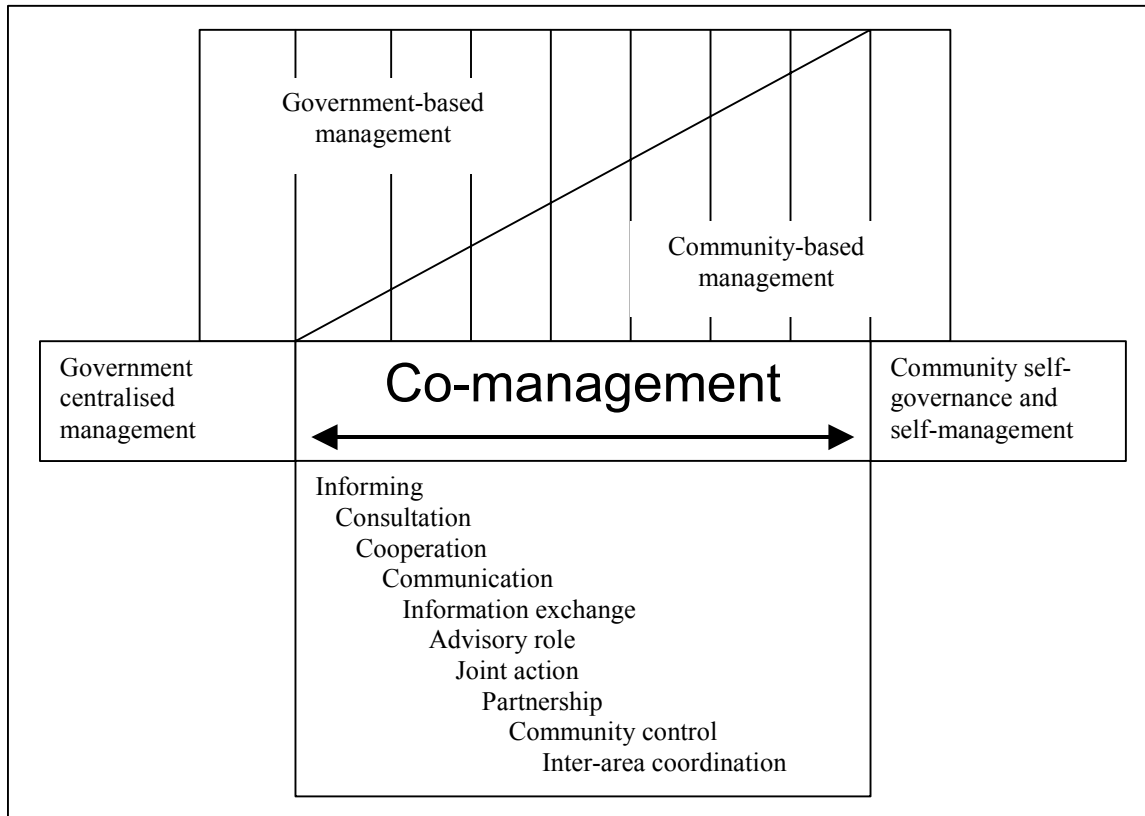 Government-based
management
Community-based
management
Government
centralised
management
Co-management
Community self-
governance and
self-management
Informing
Consultation
Cooperation
Communication
Information exchange
Advisory role
Joint action
Partnership
Community control
Inter-area coordination